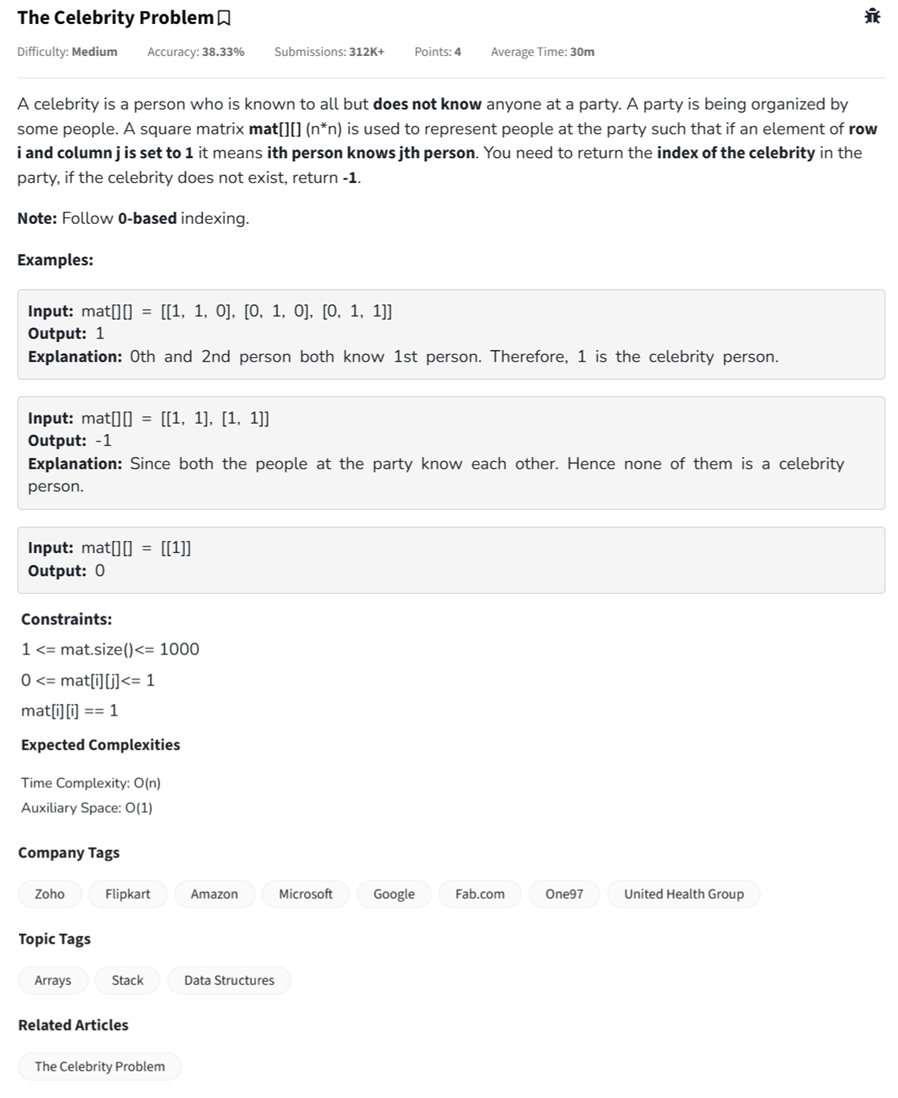 The Celebrity Problem
Difficulty: Medium Accuracy: 38.33% Submissions: 312K+ Points: 4 Average Time: 30m
A celebrity is a person who is known to all but does not know anyone at a party. A party is being organized by
some people. A square matrix mat[][] (n*n) is used to represent people at the party such that if an element of row
i and column j is set to 1 it means ith person knows jth person. You need to return the index of the celebrity in the
party, if the celebrity does not exist, return -1.
Note: Follow 0-based indexing.
Examples:
Input: mat[][] = [[1, 1, 0], [0, 1, 0], [0, 1, 1]]
Output: 1
Explanation: 0th and 2nd person both know 1st person. Therefore, 1 is the celebrity person.
Input: mat[][] = [[1, 1], [1, 1]]
Output: -1
Explanation: Since both the people at the party know each other. Hence none of them is a celebrity
person.
Input: mat[][] = [[1]]
Output: 0
Constraints:
1 <= mat.size()<= 1000
0 <= mat[i][j]<= 1
mat[i][i] == 1
Expected Complexities
Time Complexity: O(n)
Auxiliary Space: O(1)
Company Tags
Zoho Flipkart Amazon Microsoft Google Fab.com One97 United Health Group
Topic Tags
Arrays Stack Data Structures
Related Articles
The Celebrity Problem